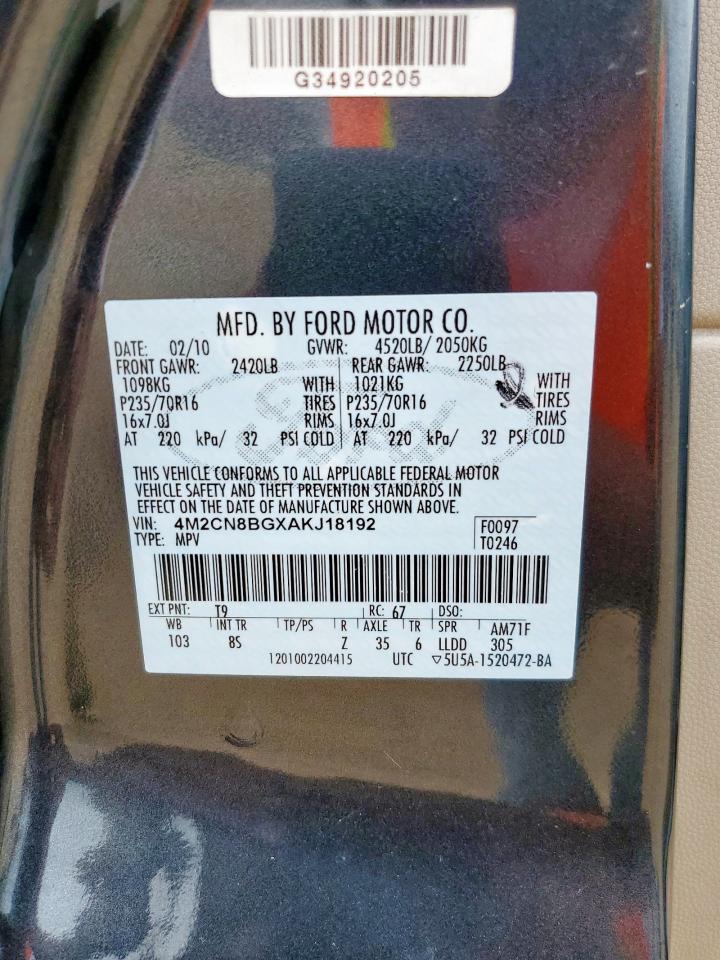 G34920205
MFD. BY FORD MOTOR CO.
DATE: 02/10 GVWR: 4520LB/ 2050KG
FRONT GAWR: 2420LB REAR GAWR: 2250LB
1098KG WITH 1021KG WITH
P235/70R16 TIRES P235/70R16 TIRES
16x7.0J RIMS 16x7.0J RIMS
AT 220 kPa/ 32 PSI COLD AT 220 kPa/ 32 PSI COLD
THIS VEHICLE CONFORMS TO ALL APPLICABLE FEDERAL MOTOR
VEHICLE SAFETY AND THEFT PREVENTION STANDARDS IN
EFFECT ON THE DATE OF MANUFACTURE SHOWN ABOVE.
VIN: 4M2CN8BGXAKJ18192 F0097
TYPE: MPV T0246
EXT PNT: T9 RC: 67 DSO:
WB INT TR TP/PS R AXLE TR SPR AM71F
103 8S Z 35 6 LLDD 305
1201002204415 UTC ▽5U5A-1520472-BA